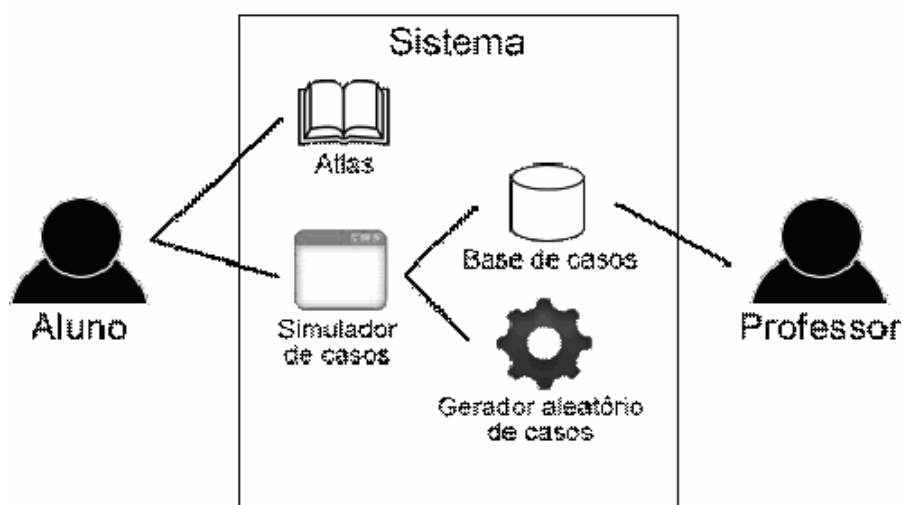 Sistema
Atlas
Aluno
Simulador
de casos
Base de casos
Gerador aleatório
de casos
Professor